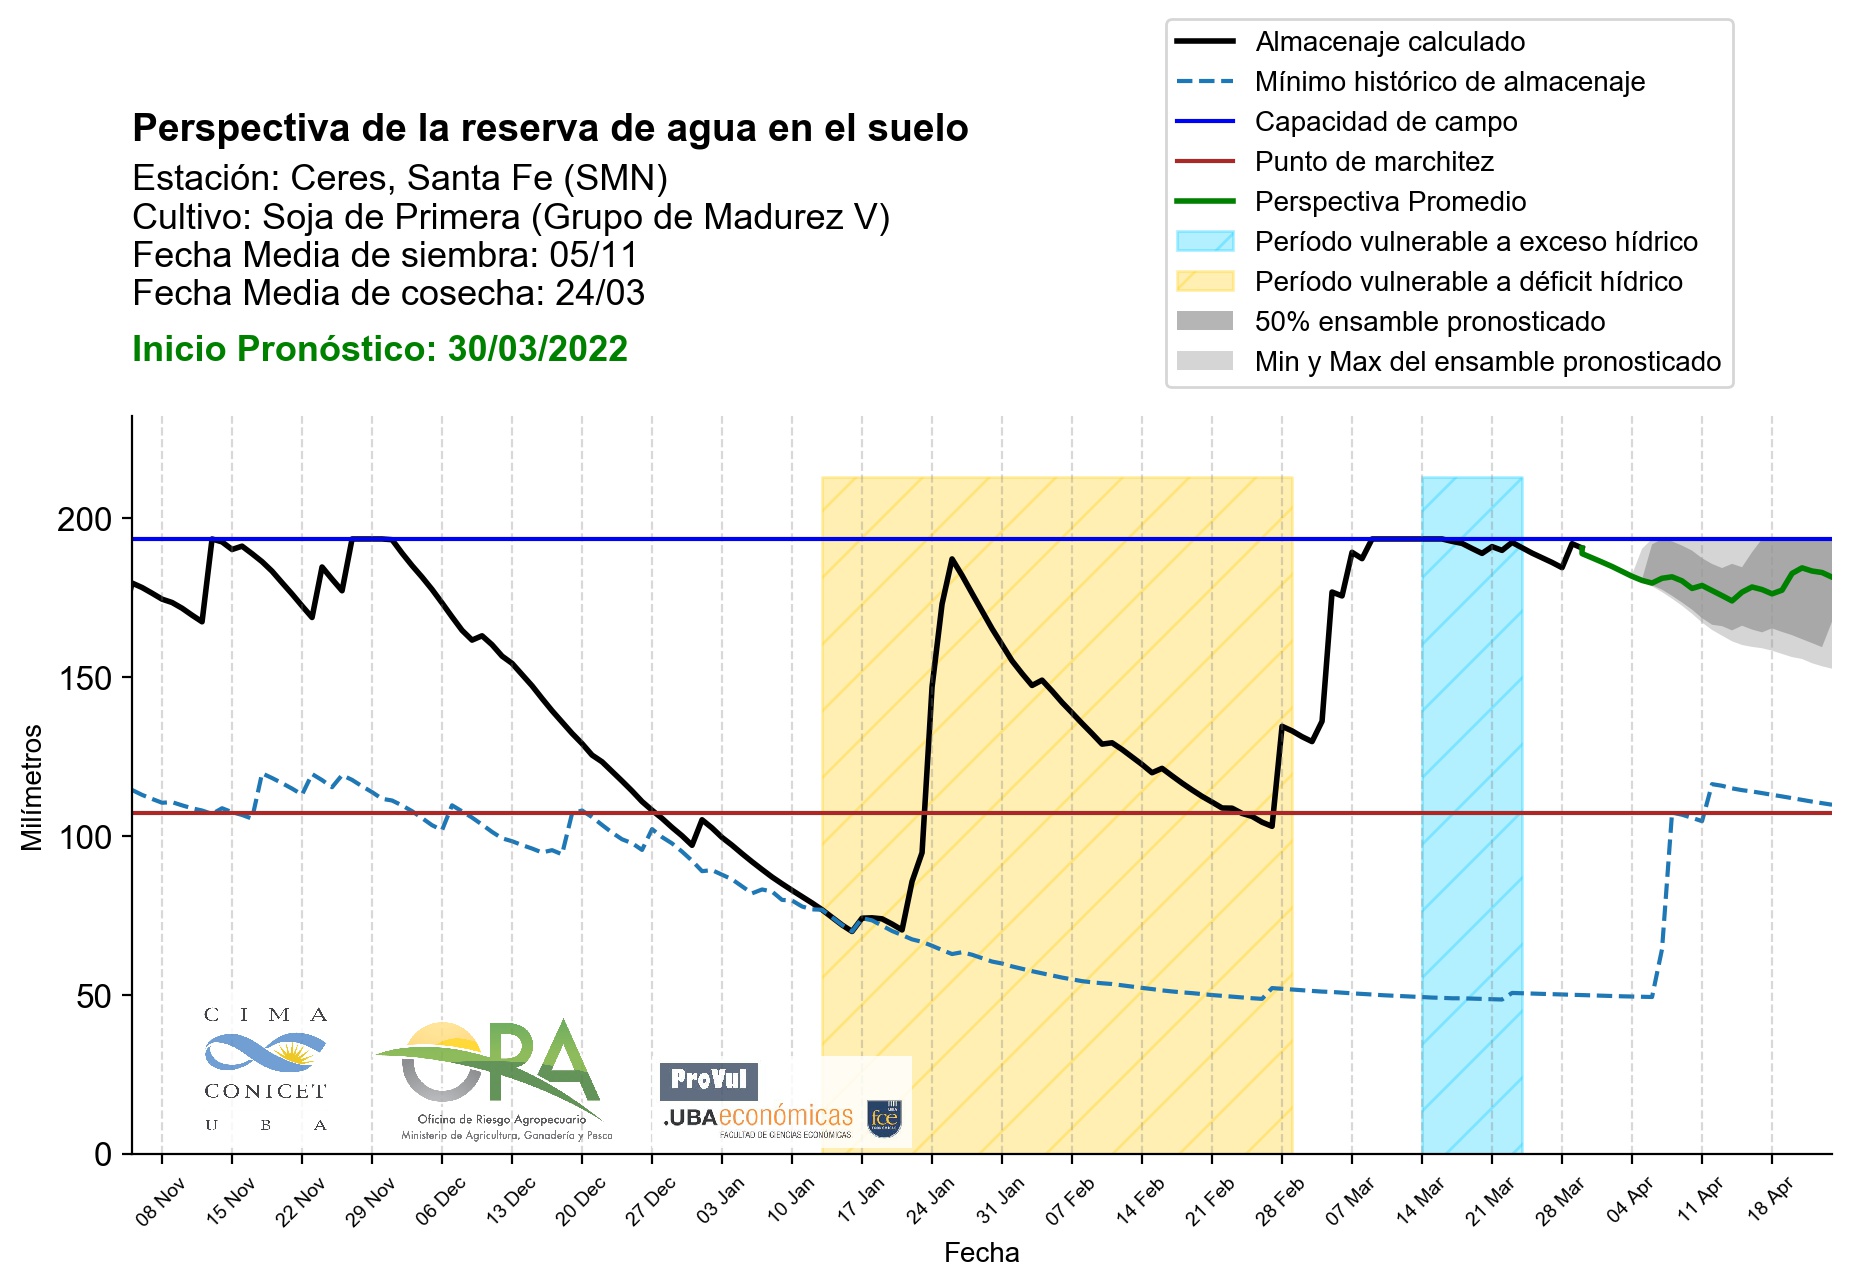 Almacenaje calculado
Mínimo histórico de almacenaje
Capacidad de campo
Punto de marchitez
Perspectiva Promedio
Período vulnerable a exceso hídrico
Período vulnerable a déficit hídrico
50% ensamble pronosticado
Min y Max del ensamble pronosticado
Perspectiva de la reserva de agua en el suelo
Estación: Ceres, Santa Fe (SMN)
Cultivo: Soja de Primera (Grupo de Madurez V)
Fecha Media de siembra: 05/11
Fecha Media de cosecha: 24/03
Inicio Pronóstico: 30/03/2022
Milímetros
200
150
100
50
0
CIMA
CONICET
UBA
ORA
Oficina de Riesgo Agropecuario
Ministerio de Agricultura, Ganadería y Pesca
ProVul
.UBAeconómicas
FACULTAD DE CIENCIAS ECONÓMICAS
UBA
fce
ECONÓMICAS
08 Nov
15 Nov
22 Nov
29 Nov
06 Dec
13 Dec
20 Dec
27 Dec
03 Jan
10 Jan
17 Jan
24 Jan
31 Jan
07 Feb
14 Feb
21 Feb
28 Feb
07 Mar
14 Mar
21 Mar
28 Mar
04 Apr
11 Apr
18 Apr
Fecha